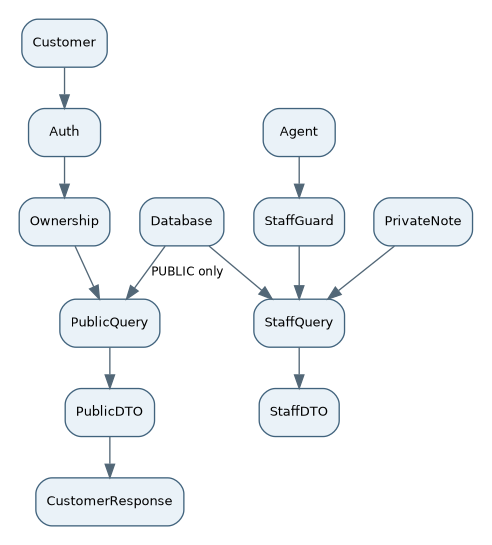 Customer
Auth
Agent
Ownership
Database
StaffGuard
PrivateNote
PUBLIC only
PublicQuery
StaffQuery
PublicDTO
StaffDTO
CustomerResponse